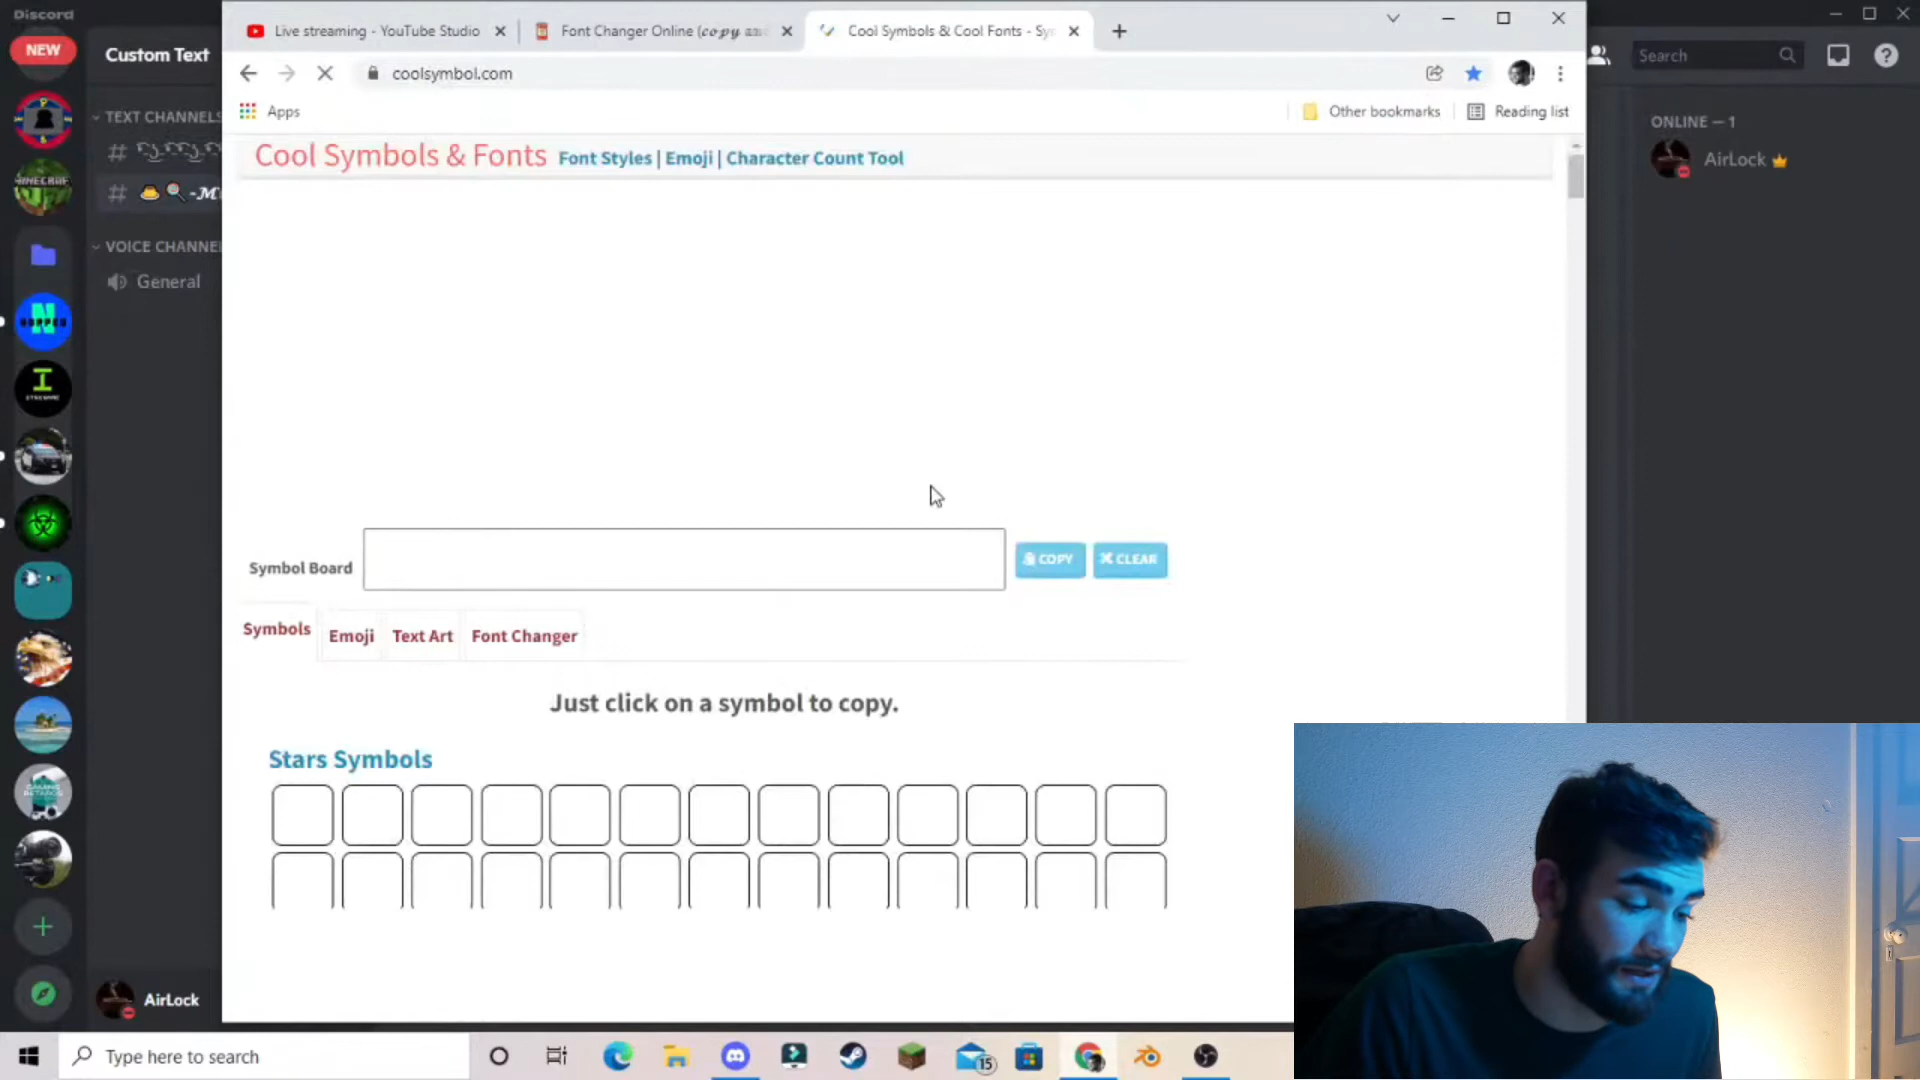 Discord
NEW
Custom Text
TEXT CHANNELS
VOICE CHANNE
General
AirLock
Live streaming - YouTube Studio
Font Changer Online (𝒄𝒐𝒑𝒚 𝒂𝒏
Cool Symbols & Cool Fonts - Sy
coolsymbol.com
Apps
Other bookmarks
Reading list
Cool Symbols & Fonts
Font Styles | Emoji | Character Count Tool
Symbol Board
COPY
CLEAR
Symbols
Emoji
Text Art
Font Changer
Just click on a symbol to copy.
Stars Symbols
Search
ONLINE — 1
AirLock
Type here to search
15